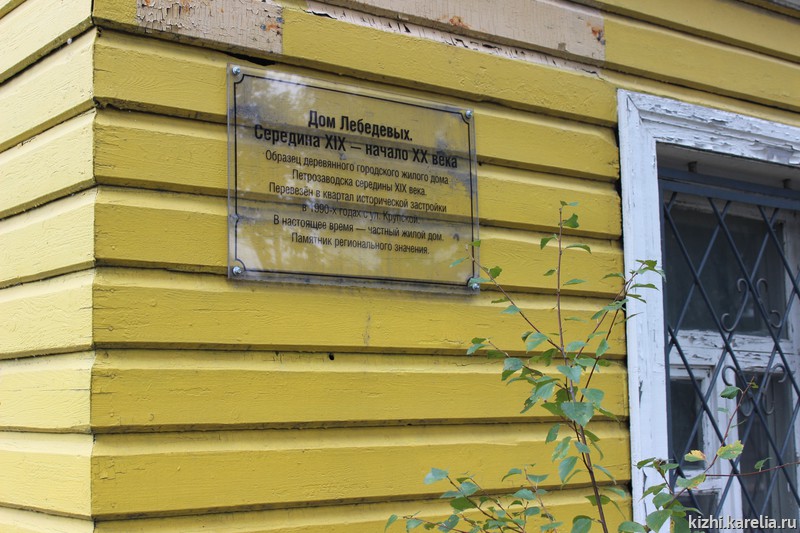 Дом Лебедевых.
Середина XIX — начало XX века
Образец деревянного городского жилого дома
Петрозаводска середины XIX века.
Перевезён в квартал исторической застройки
в 1990-х годах с ул. Крупской.
В настоящее время — частный жилой дом.
Памятник регионального значения.
kizhi.karelia.ru